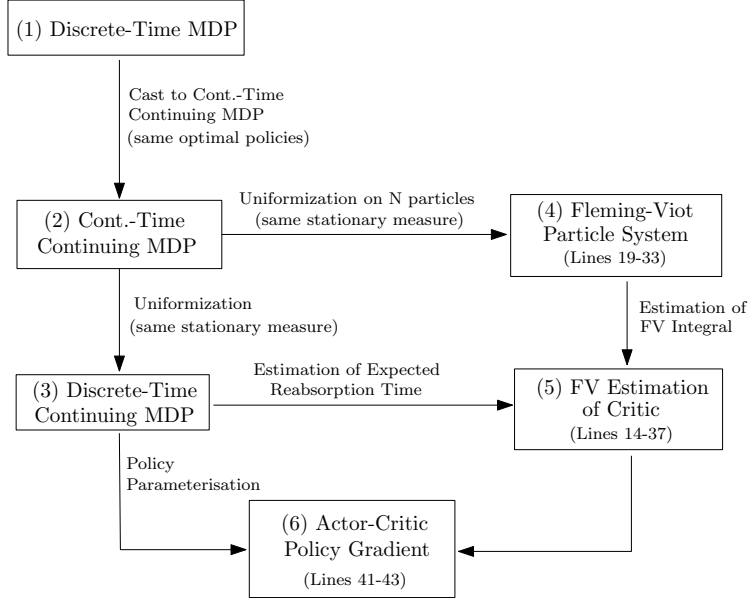 (1) Discrete-Time MDP
Cast to Cont.-Time
Continuing MDP
(same optimal policies)
(2) Cont.-Time
Continuing MDP
Uniformization on N particles
(same stationary measure)
(4) Fleming-Viot
Particle System
(Lines 19-33)
Uniformization
(same stationary measure)
Estimation of
FV Integral
(3) Discrete-Time
Continuing MDP
Estimation of Expected
Reabsorption Time
(5) FV Estimation
of Critic
(Lines 14-37)
Policy
Parameterisation
(6) Actor-Critic
Policy Gradient
(Lines 41-43)